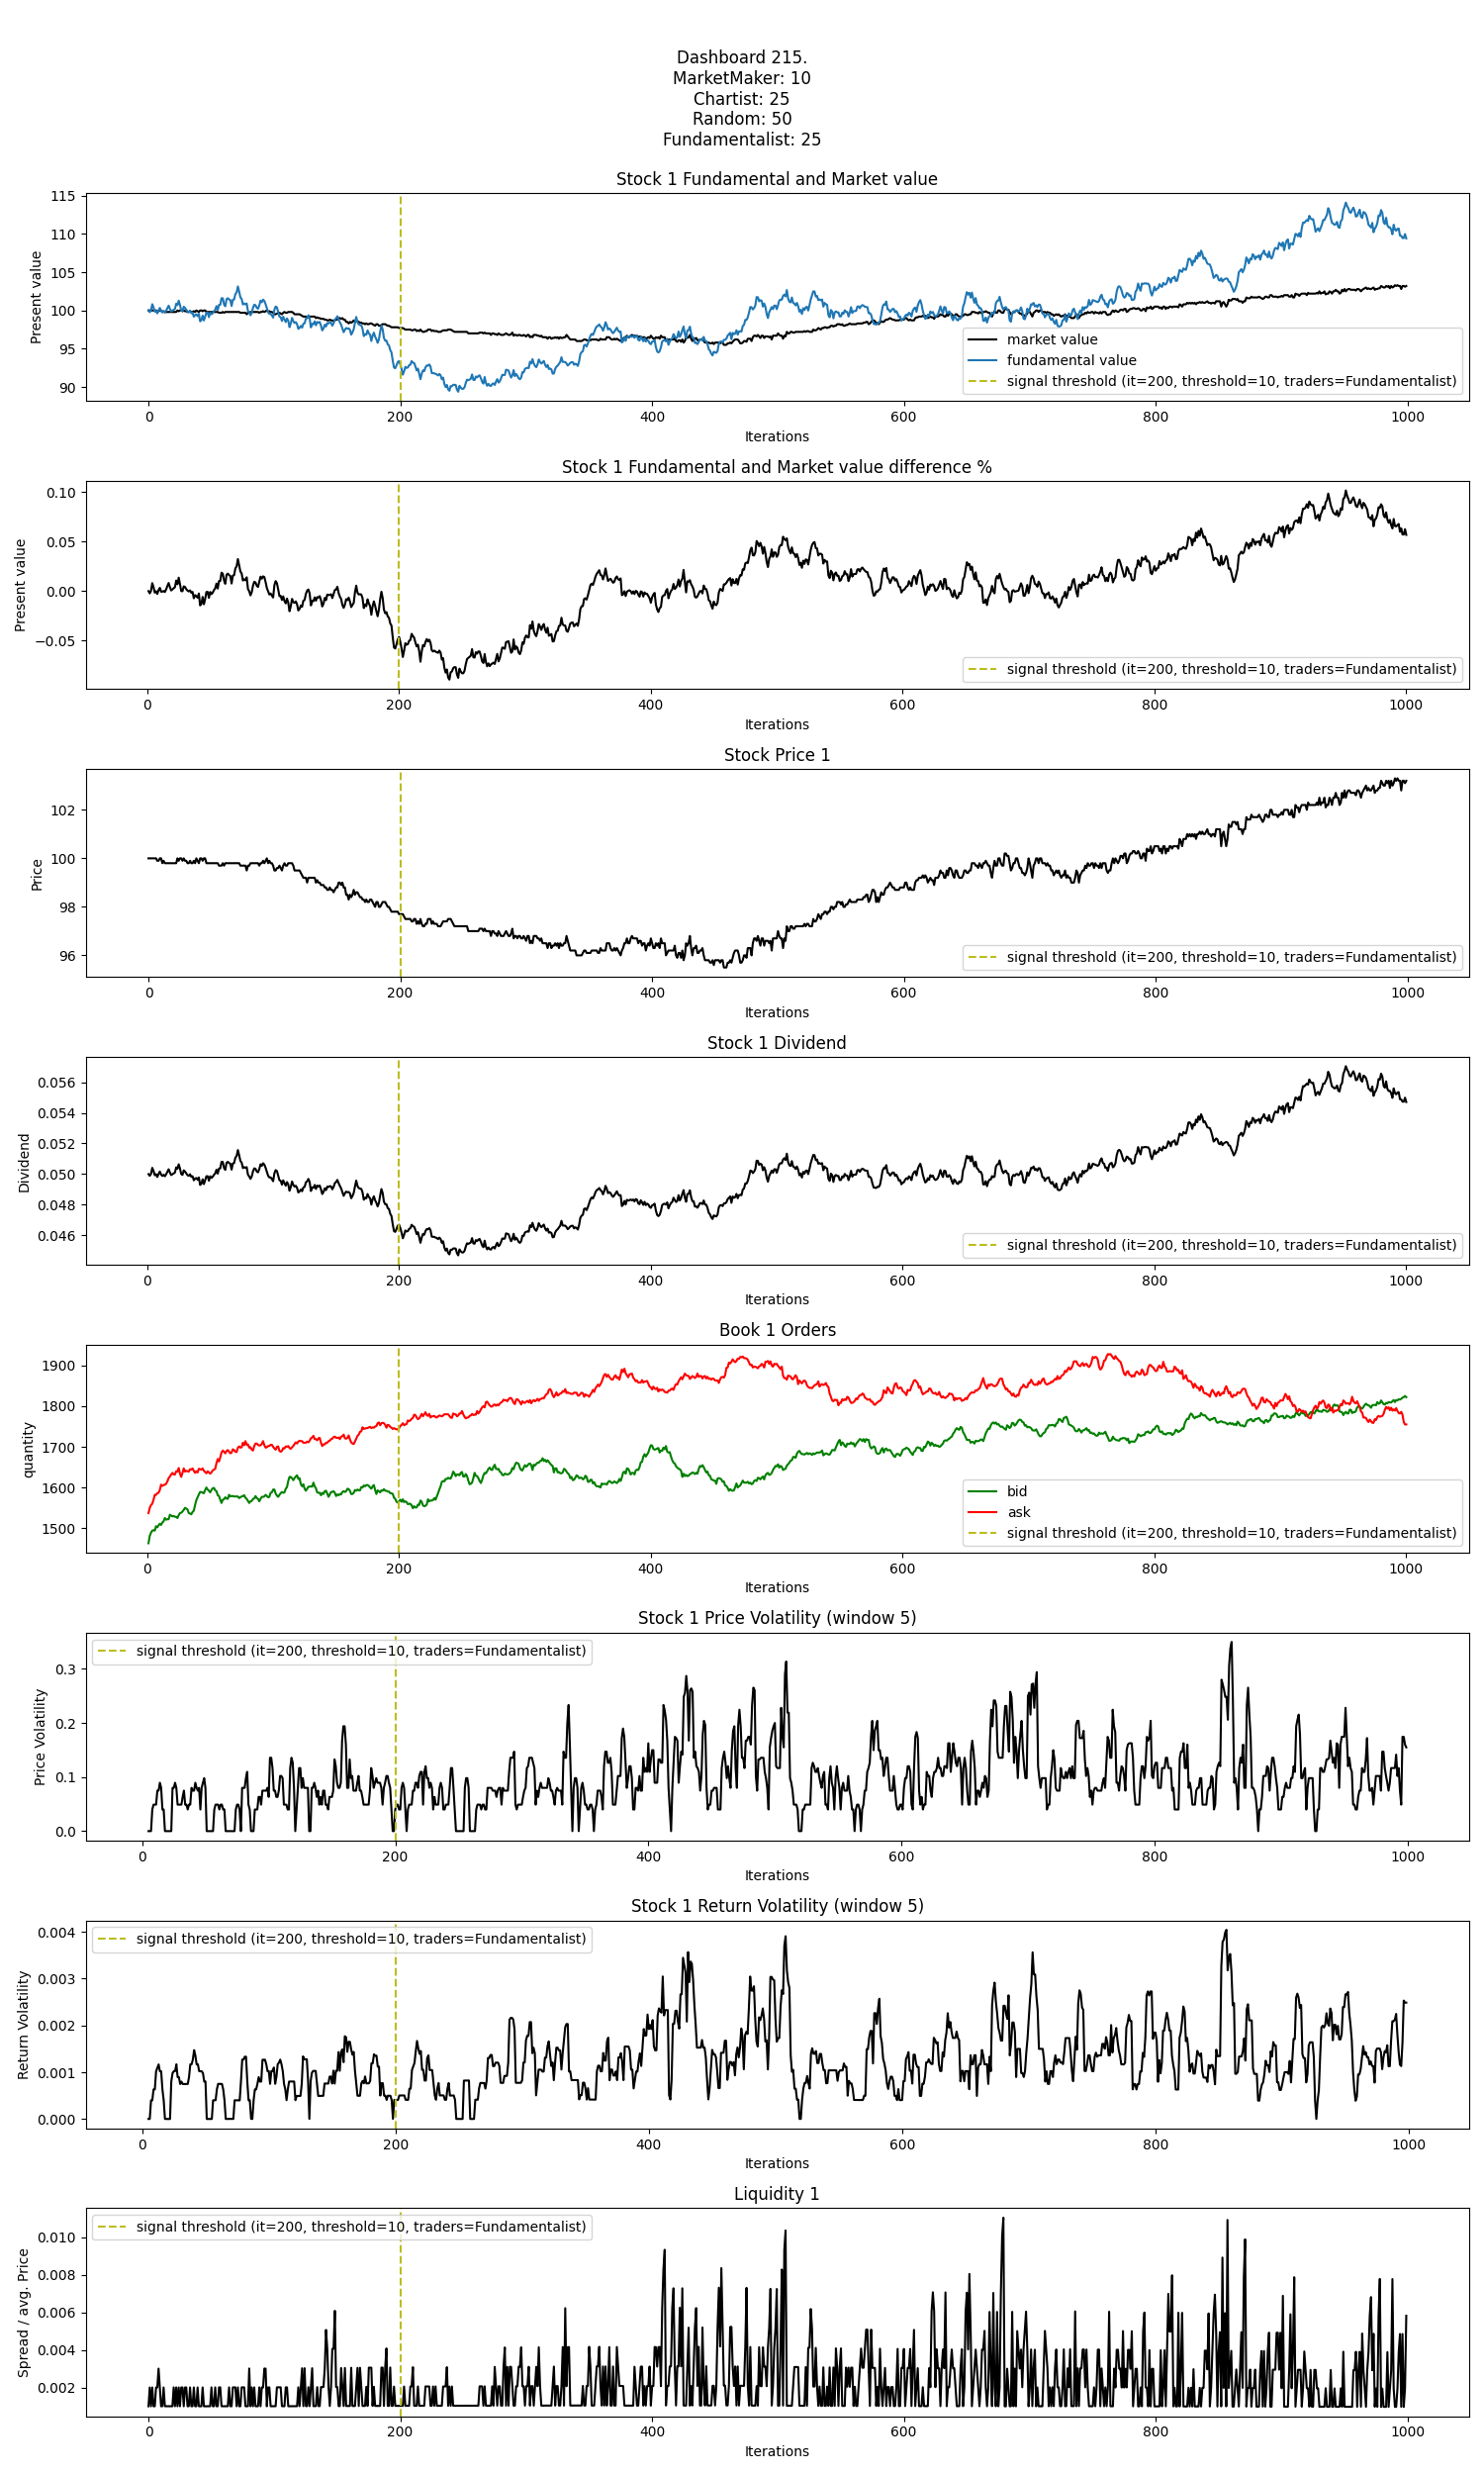 Dashboard 215.
MarketMaker: 10
Chartist: 25
Random: 50
Fundamentalist: 25
Stock 1 Fundamental and Market value
115
110
105
100
95
90
Present value
market value
fundamental value
signal threshold (it=200, threshold=10, traders=Fundamentalist)
0 200 400 600 800 1000
Iterations
Stock 1 Fundamental and Market value difference %
0.10
0.05
0.00
−0.05
Present value
signal threshold (it=200, threshold=10, traders=Fundamentalist)
0 200 400 600 800 1000
Iterations
Stock Price 1
102
100
98
96
Price
signal threshold (it=200, threshold=10, traders=Fundamentalist)
0 200 400 600 800 1000
Iterations
Stock 1 Dividend
0.056
0.054
0.052
0.050
0.048
0.046
Dividend
signal threshold (it=200, threshold=10, traders=Fundamentalist)
0 200 400 600 800 1000
Iterations
Book 1 Orders
1900
1800
1700
1600
1500
quantity
bid
ask
signal threshold (it=200, threshold=10, traders=Fundamentalist)
0 200 400 600 800 1000
Iterations
Stock 1 Price Volatility (window 5)
signal threshold (it=200, threshold=10, traders=Fundamentalist)
0.3
0.2
0.1
0.0
Price Volatility
0 200 400 600 800 1000
Iterations
Stock 1 Return Volatility (window 5)
signal threshold (it=200, threshold=10, traders=Fundamentalist)
0.004
0.003
0.002
0.001
0.000
Return Volatility
0 200 400 600 800 1000
Iterations
Liquidity 1
signal threshold (it=200, threshold=10, traders=Fundamentalist)
0.010
0.008
0.006
0.004
0.002
Spread / avg. Price
0 200 400 600 800 1000
Iterations